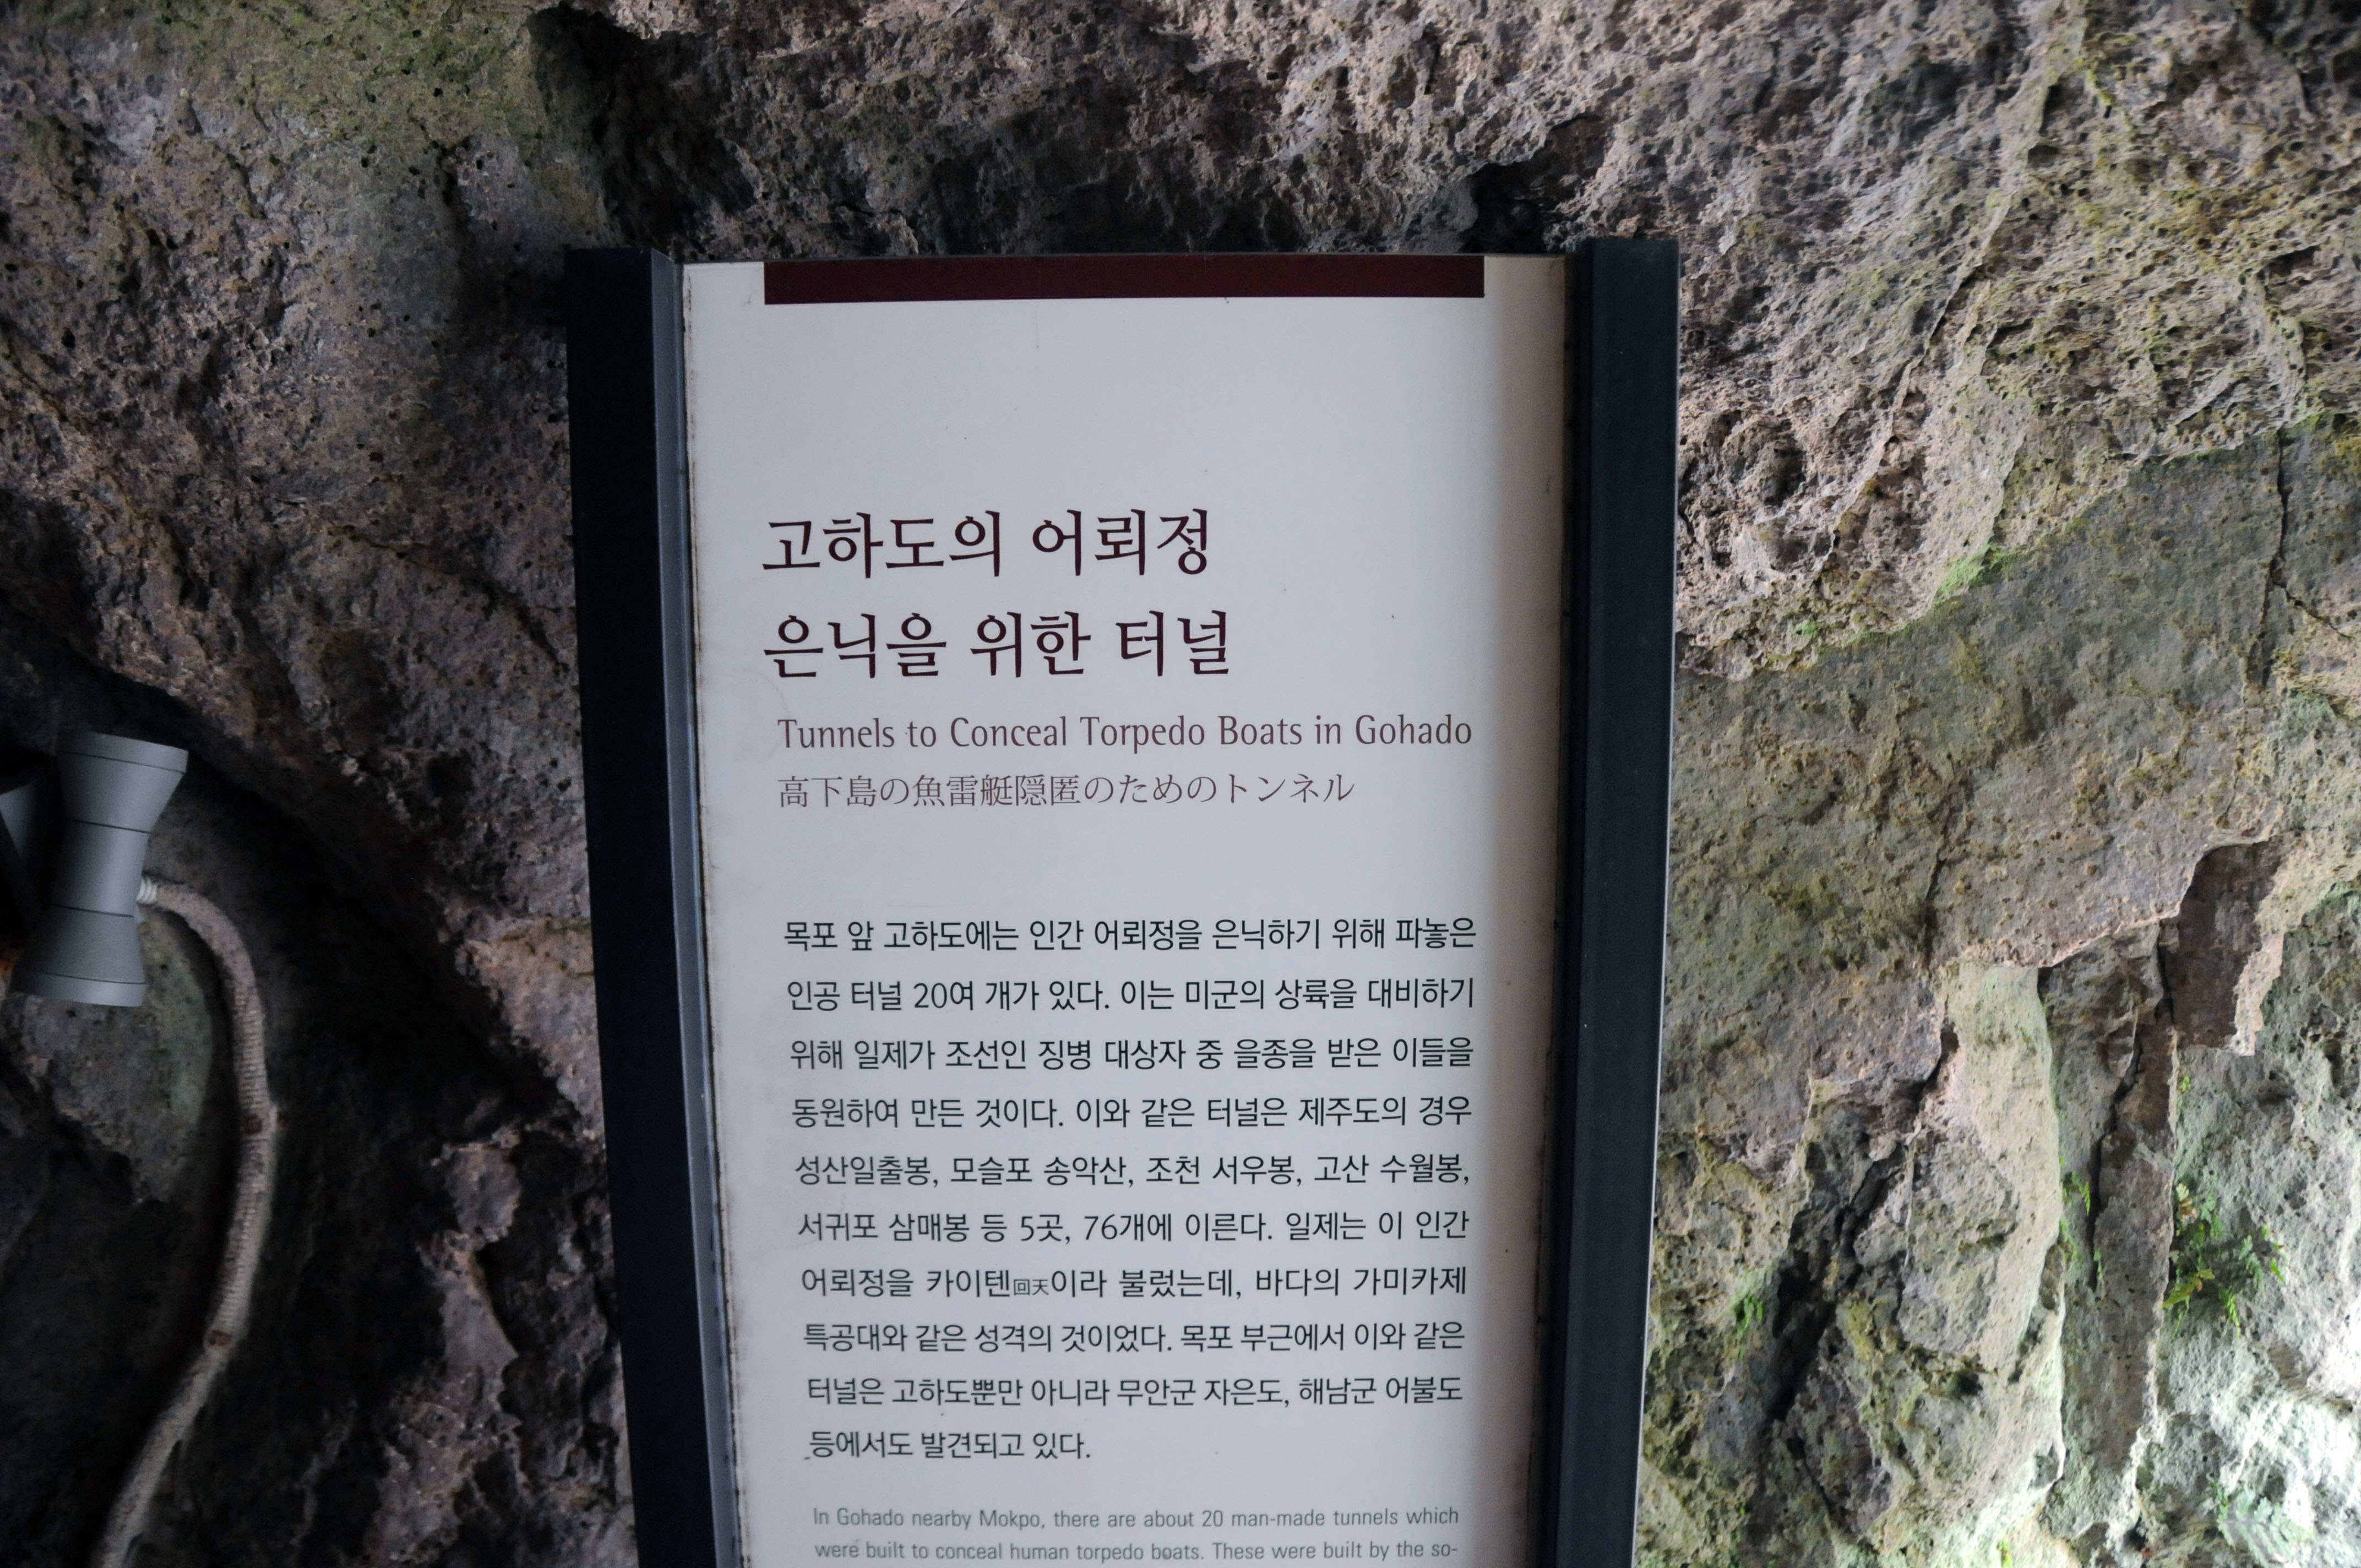 고하도의 어뢰정
은닉을 위한 터널
Tunnels to Conceal Torpedo Boats in Gohado
高下島の魚雷艇隠匿のためのトンネル
목포 앞 고하도에는 인간 어뢰정을 은닉하기 위해 파놓은
인공 터널 20여 개가 있다. 이는 미군의 상륙을 대비하기
위해 일제가 조선인 징병 대상자 중 을종을 받은 이들을
동원하여 만든 것이다. 이와 같은 터널은 제주도의 경우
성산일출봉, 모슬포 송악산, 조천 서우봉, 고산 수월봉,
서귀포 삼매봉 등 5곳, 76개에 이른다. 일제는 이 인간
어뢰정을 카이텐回天이라 불렀는데, 바다의 가미카제
특공대와 같은 성격의 것이었다. 목포 부근에서 이와 같은
터널은 고하도뿐만 아니라 무안군 자은도, 해남군 어불도
등에서도 발견되고 있다.
In Gohado nearby Mokpo, there are about 20 man-made tunnels which
were built to conceal human torpedo boats. These were built by the so-